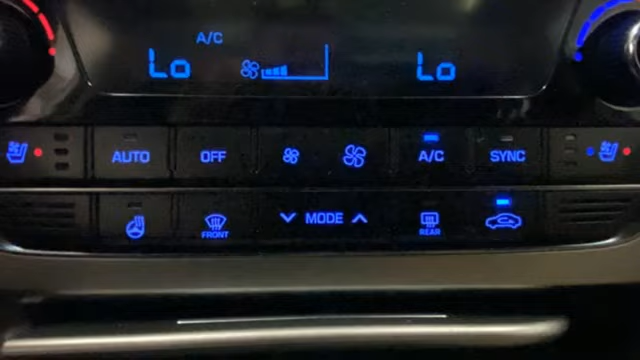 A/C
Lo Lo
AUTO OFF A/C SYNC
FRONT MODE REAR